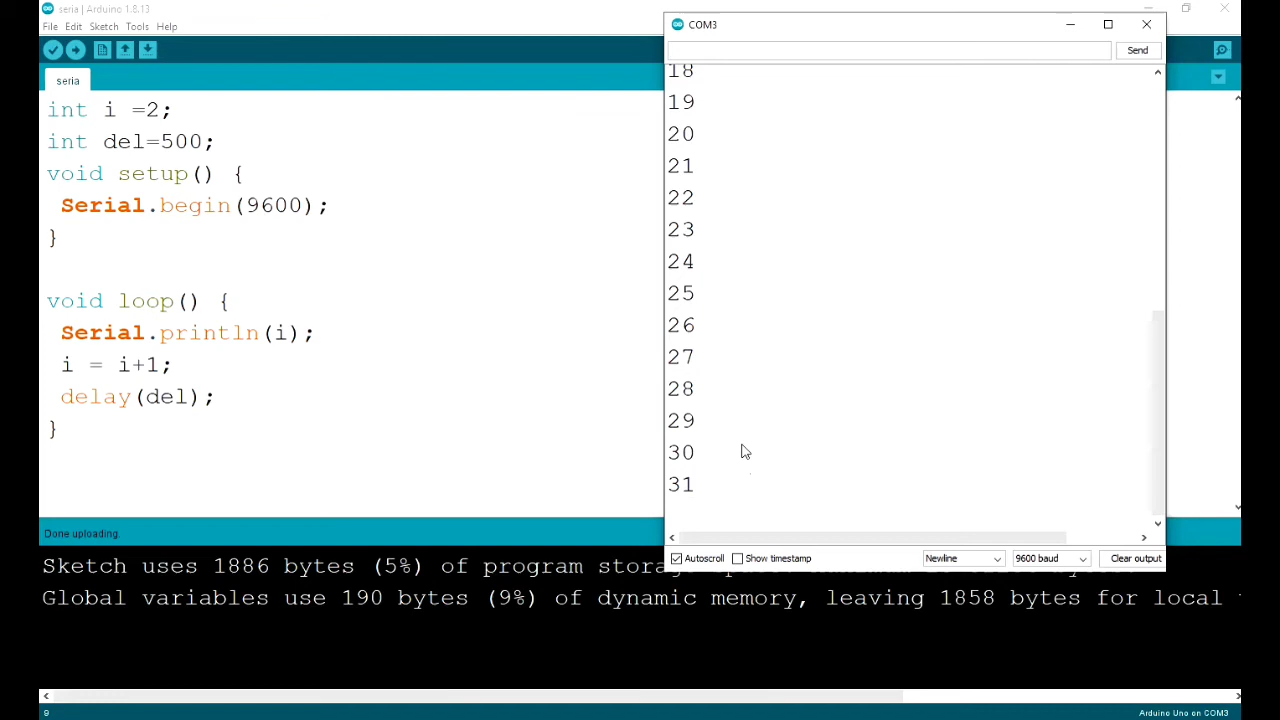 seria | Arduino 1.8.13
File Edit Sketch Tools Help
seria
int i =2;
int del=500;
void setup() {
Serial.begin(9600);
}
void loop() {
Serial.println(i);
i = i+1;
delay(del);
}
COM3
Send
18
19
20
21
22
23
24
25
26
27
28
29
30
31
Autoscroll Show timestamp Newline 9600 baud Clear output
Done uploading.
Sketch uses 1886 bytes (5%) of program storage
Global variables use 190 bytes (9%) of dynamic memory, leaving 1858 bytes for local
9
Arduino Uno on COM3